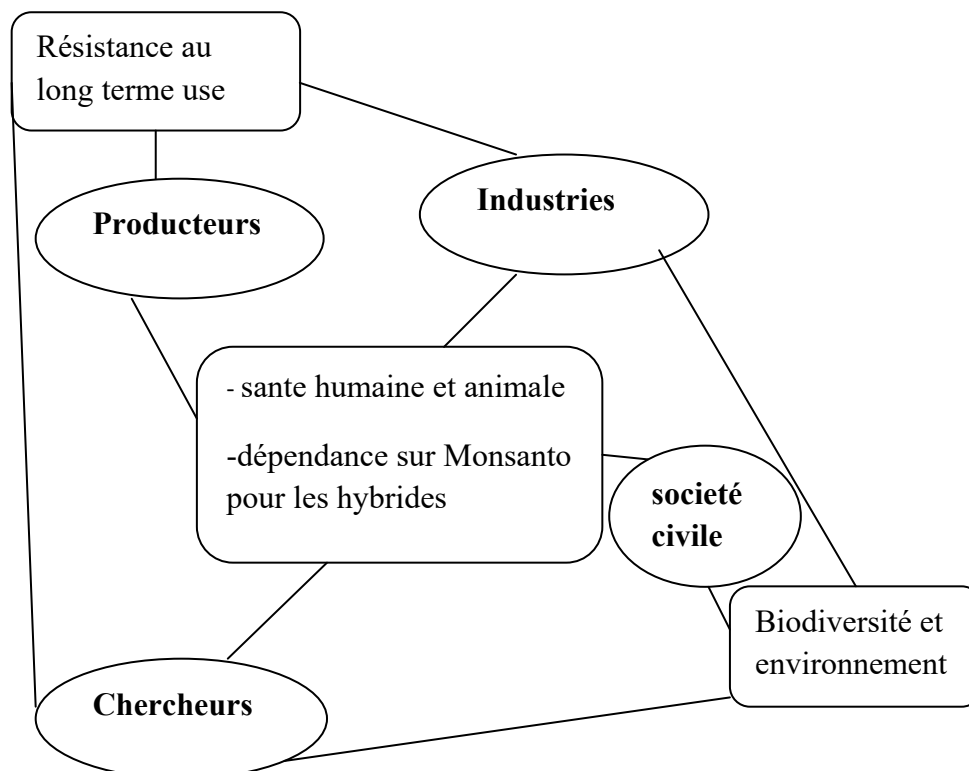 Résistance au
long terme use
Industries
Producteurs
- sante humaine et animale
-dépendance sur Monsanto
pour les hybrides
societé
civile
Biodiversité et
environnement
Chercheurs